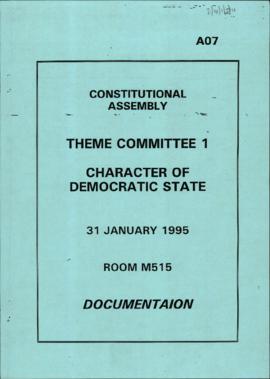 A07
CONSTITUTIONAL
ASSEMBLY
THEME COMMITTEE 1
CHARACTER OF
DEMOCRATIC STATE
31 JANUARY 1995
ROOM M515
DOCUMENTAION